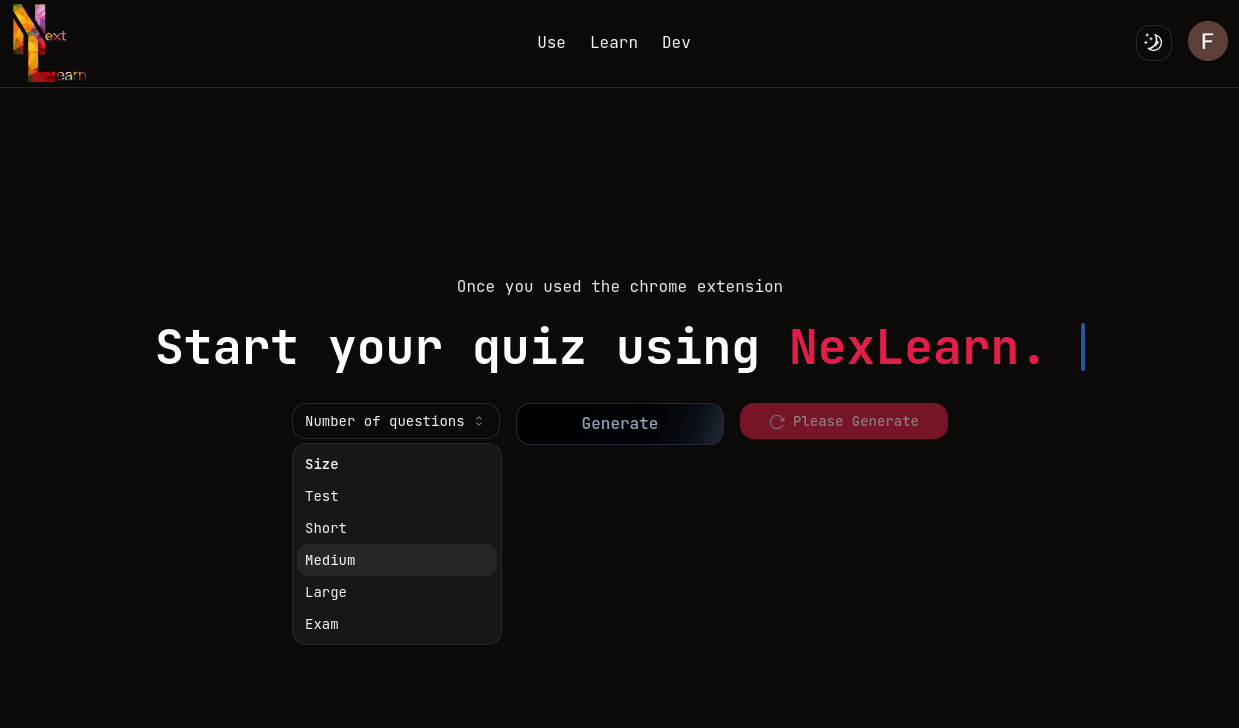 Next
Learn
Use Learn Dev
F
Once you used the chrome extension
Start your quiz using NexLearn.
Number of questions
Generate
Please Generate
Size
Test
Short
Medium
Large
Exam